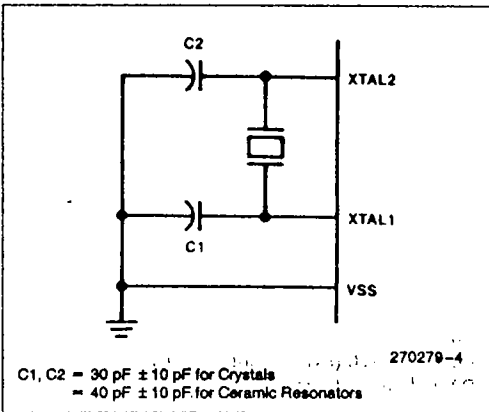 C2
XTAL2
XTAL1
C1
VSS
270279-4
C1, C2 = 30 pF ± 10 pF for Crystals
= 40 pF ± 10 pF for Ceramic Resonators